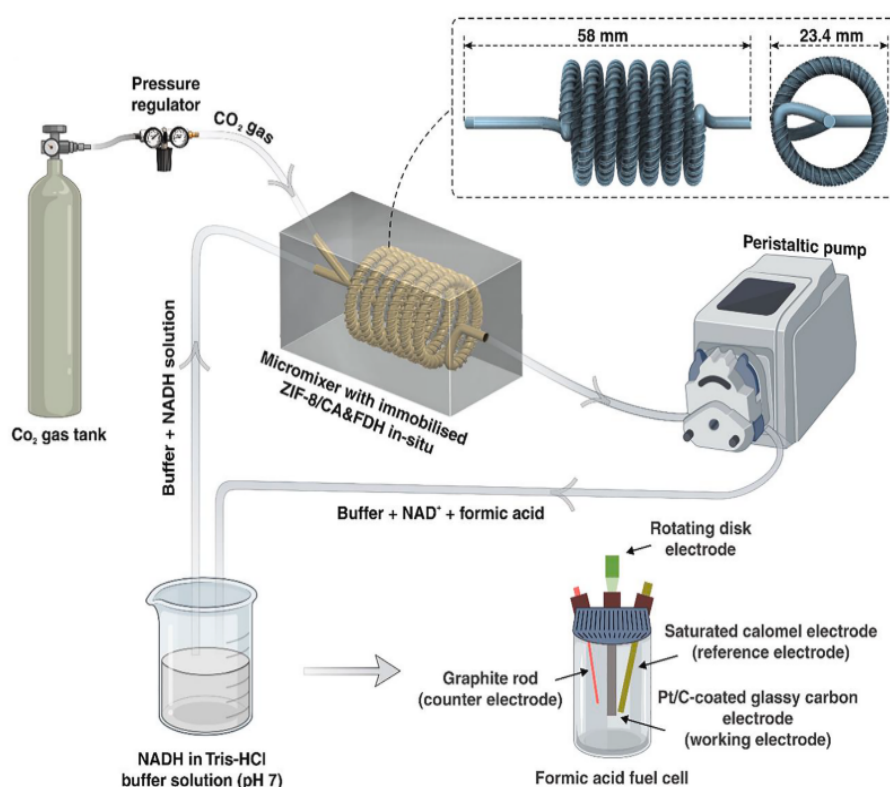 58 mm
23.4 mm
Pressure
regulator
CO₂ gas
Peristaltic pump
Buffer + NADH solution
Micromixer with immobilised
ZIF-8/CA&FDH in-situ
Co₂ gas tank
Buffer + NAD⁺ + formic acid
Rotating disk
electrode
Saturated calomel electrode
(reference electrode)
Graphite rod
(counter electrode)
Pt/C-coated glassy carbon
electrode
(working electrode)
NADH in Tris-HCl
buffer solution (pH 7)
Formic acid fuel cell